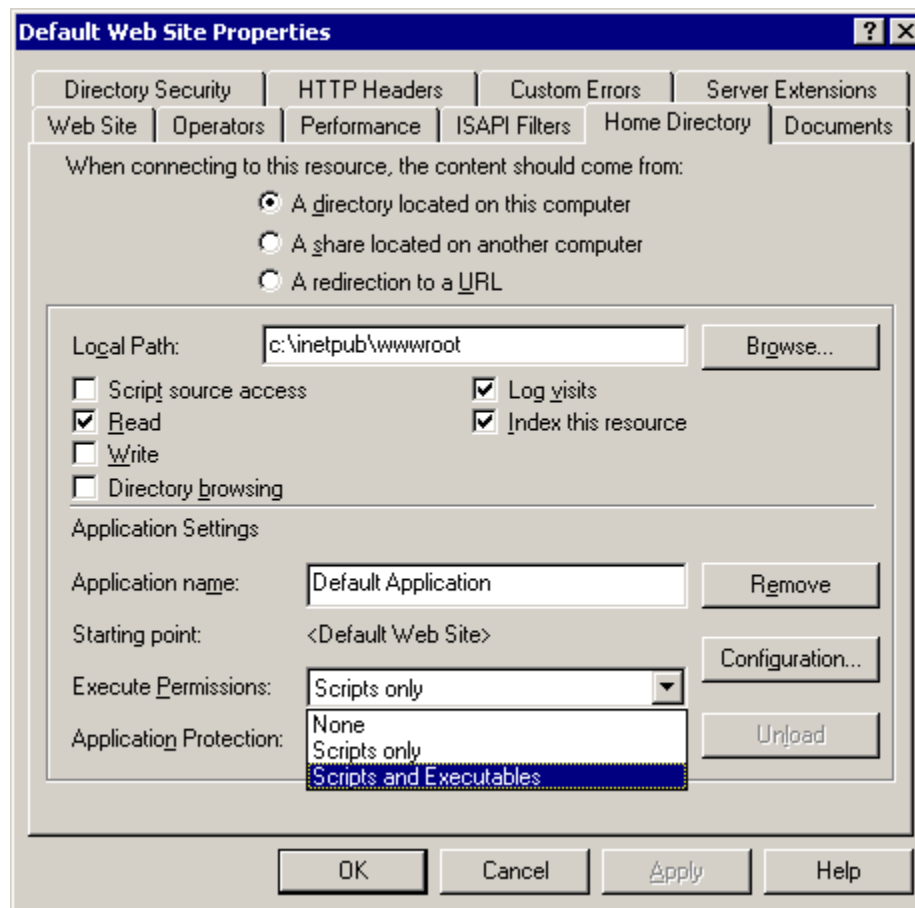 Default Web Site Properties
Directory Security HTTP Headers Custom Errors Server Extensions
Web Site Operators Performance ISAPI Filters Home Directory Documents
When connecting to this resource, the content should come from:
A directory located on this computer
A share located on another computer
A redirection to a URL
Local Path: c:\inetpub\wwwroot Browse...
Script source access Log visits
Read Index this resource
Write
Directory browsing
Application Settings
Application name: Default Application Remove
Starting point: <Default Web Site>
Configuration...
Execute Permissions: Scripts only
None
Application Protection: Scripts only Unload
Scripts and Executables
OK Cancel Apply Help